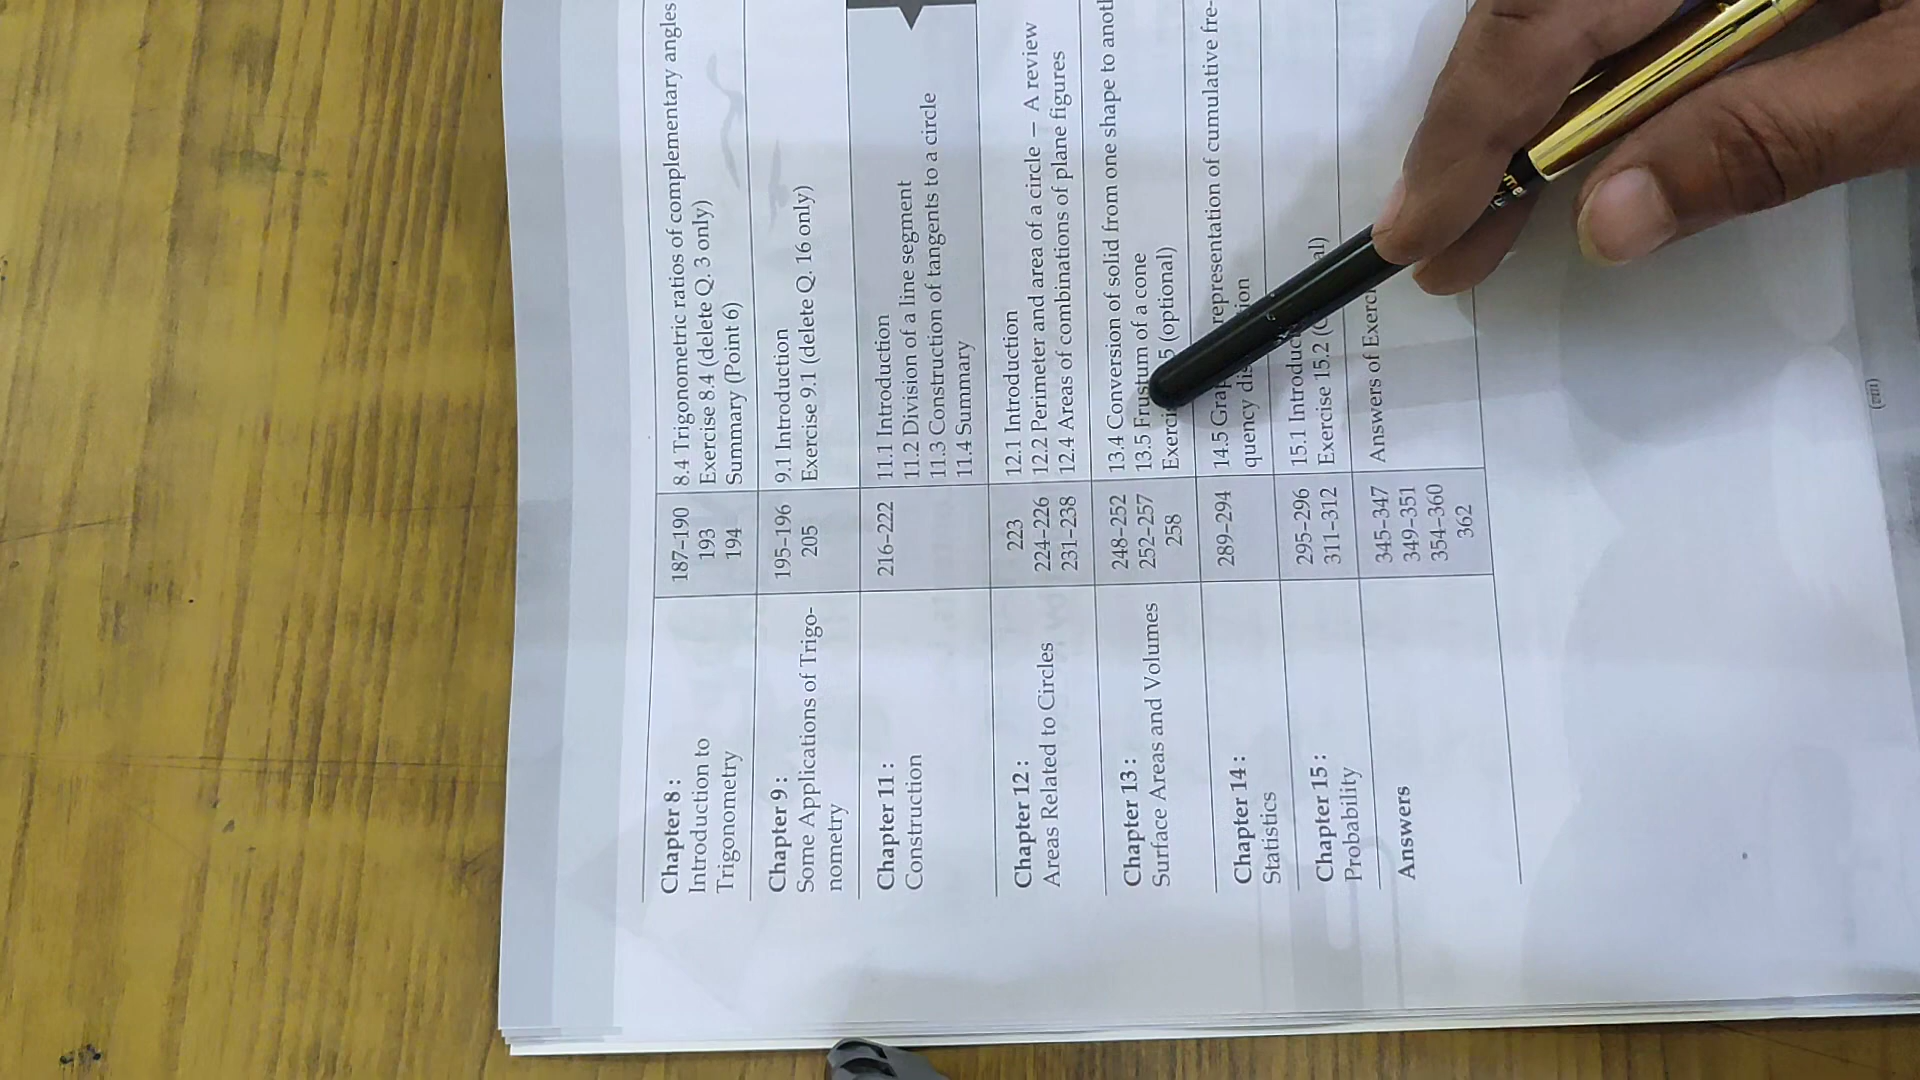 Chapter 8 :
Introduction to
Trigonometry
187–190
193
194
8.4 Trigonometric ratios of complementary angles
Exercise 8.4 (delete Q. 3 only)
Summary (Point 6)
Chapter 9 :
Some Applications of Trigo-
nometry
195–196
205
9.1 Introduction
Exercise 9.1 (delete Q. 16 only)
Chapter 11 :
Construction
216–222
11.1 Introduction
11.2 Division of a line segment
11.3 Construction of tangents to a circle
11.4 Summary
Chapter 12 :
Areas Related to Circles
223
224–226
231–238
12.1 Introduction
12.2 Perimeter and area of a circle – A review
12.4 Areas of combinations of plane figures
Chapter 13 :
Surface Areas and Volumes
248–252
252–257
258
13.4 Conversion of solid from one shape to
13.5 Frustum of a cone
(optional)
Chapter 14 :
Statistics
289–294
14.5 representation of cumulative fre-
quency
Chapter 15 :
Probability
295–296
311–312
15.1
Exercise 15.2
Answers
345–347
349–351
354–360
362
Answers of
(viii)